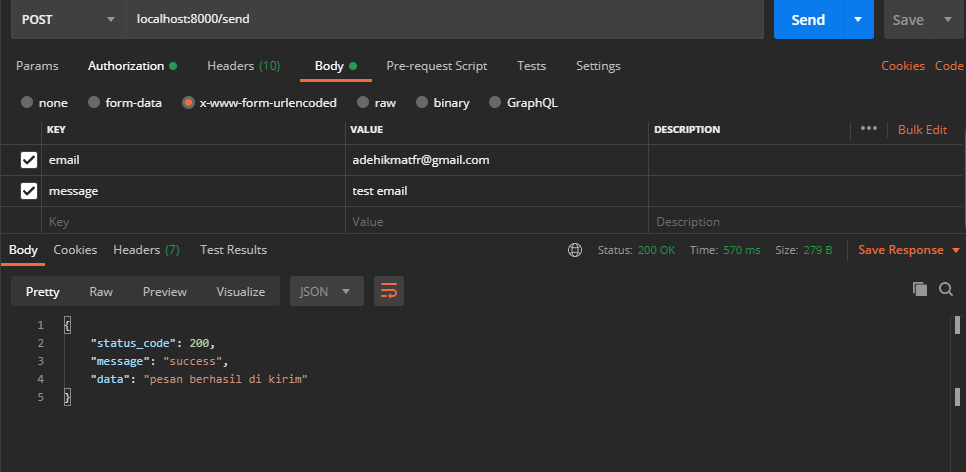 POST localhost:8000/send Send Save
Params Authorization Headers (10) Body Pre-request Script Tests Settings Cookies Code
none form-data x-www-form-urlencoded raw binary GraphQL
KEY VALUE DESCRIPTION ••• Bulk Edit
email adehikmatfr@gmail.com
message test email
Key Value Description
Body Cookies Headers (7) Test Results Status: 200 OK Time: 570 ms Size: 279 B Save Response
Pretty Raw Preview Visualize JSON
1 {
2 "status_code": 200,
3 "message": "success",
4 "data": "pesan berhasil di kirim"
5 }